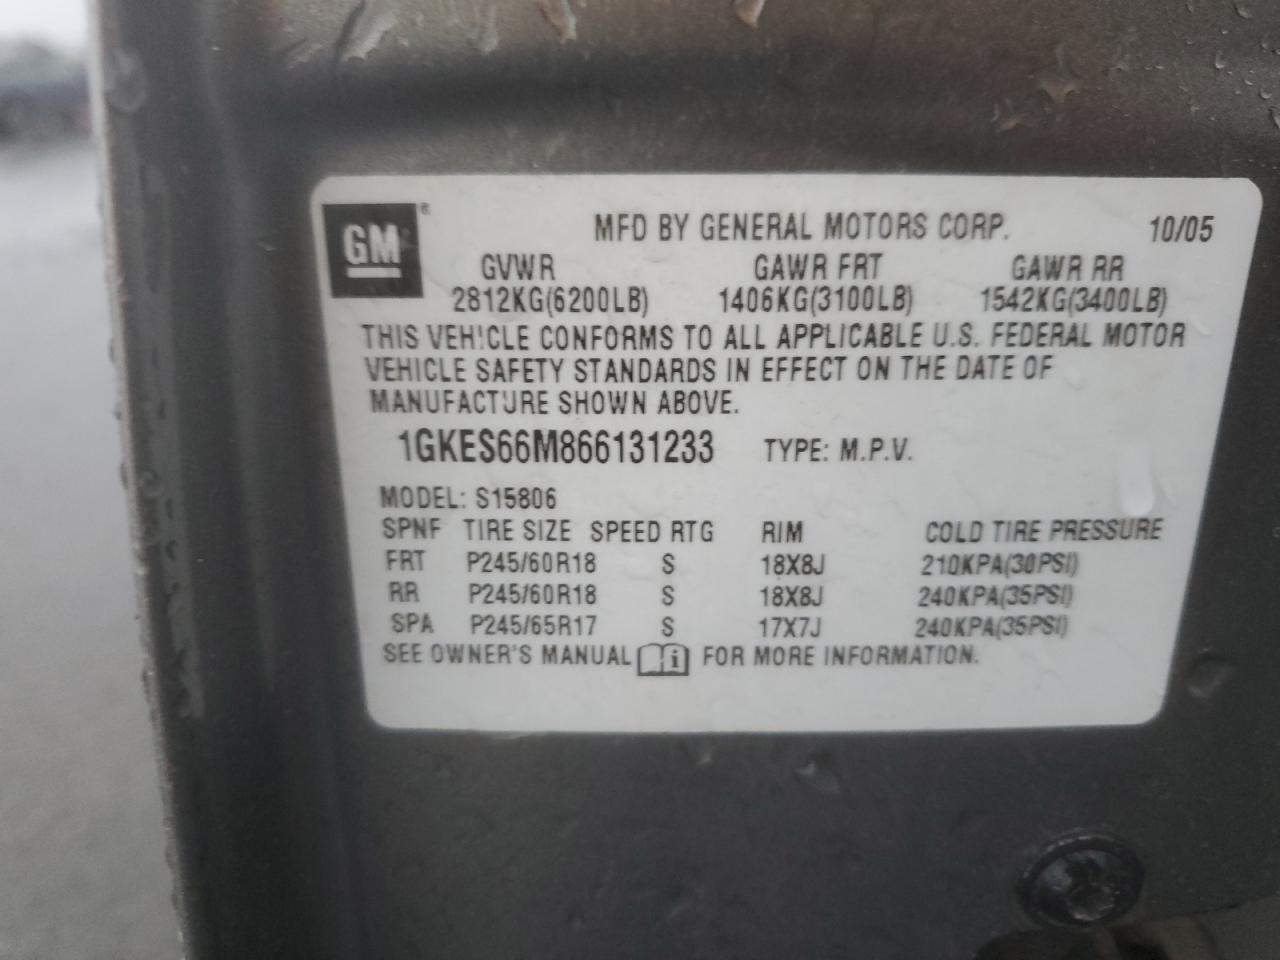 GM ®
MFD BY GENERAL MOTORS CORP. 10/05
GVWR GAWR FRT GAWR RR
2812KG(6200LB) 1406KG(3100LB) 1542KG(3400LB)
THIS VEHICLE CONFORMS TO ALL APPLICABLE U.S. FEDERAL MOTOR
VEHICLE SAFETY STANDARDS IN EFFECT ON THE DATE OF
MANUFACTURE SHOWN ABOVE.
1GKES66M866131233 TYPE: M.P.V.
MODEL: S15806
SPNF TIRE SIZE SPEED RTG RIM COLD TIRE PRESSURE
FRT P245/60R18 S 18X8J 210KPA(30PSI)
RR P245/60R18 S 18X8J 240KPA(35PSI)
SPA P245/65R17 S 17X7J 240KPA(35PSI)
SEE OWNER'S MANUAL i FOR MORE INFORMATION.